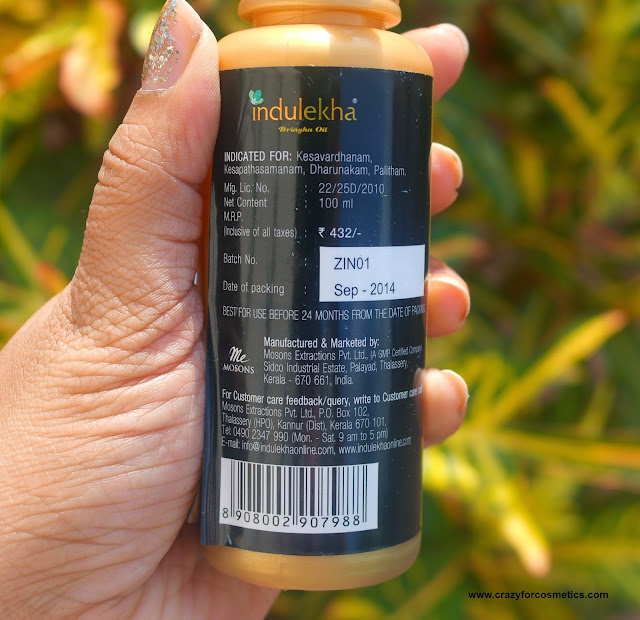 indulekha®
Bringha Oil
INDICATED FOR: Kesavardhanam,
Kesapathasamanam, Dharunakam, Palitham.
Mfg. Lic. No. : 22/25D/2010
Net Content : 100 ml
M.R.P.
(Inclusive of all taxes) : ₹ 432/-
Batch No. : ZIN01
Date of packing : Sep - 2014
BEST FOR USE BEFORE 24 MONTHS FROM THE DATE OF PACKING
Manufactured & Marketed by:
Mosons Extractions Pvt. Ltd., (A GMP Certified Company)
Sidco Industrial Estate, Palayad, Thalassery,
Kerala - 670 661, India.
me
MOSONS
For Customer care feedback/query, write to Customer care
Mosons Extractions Pvt. Ltd., P.O. Box 102,
Thalassery (HPO), Kannur (Dist), Kerala 670 101,
Tel: 0490 2347 990 (Mon. - Sat. 9 am to 5 pm)
E-mail: info@indulekhaonline.com, www.indulekhaonline.com
8 908002 907988
www.crazyforcosmetics.com